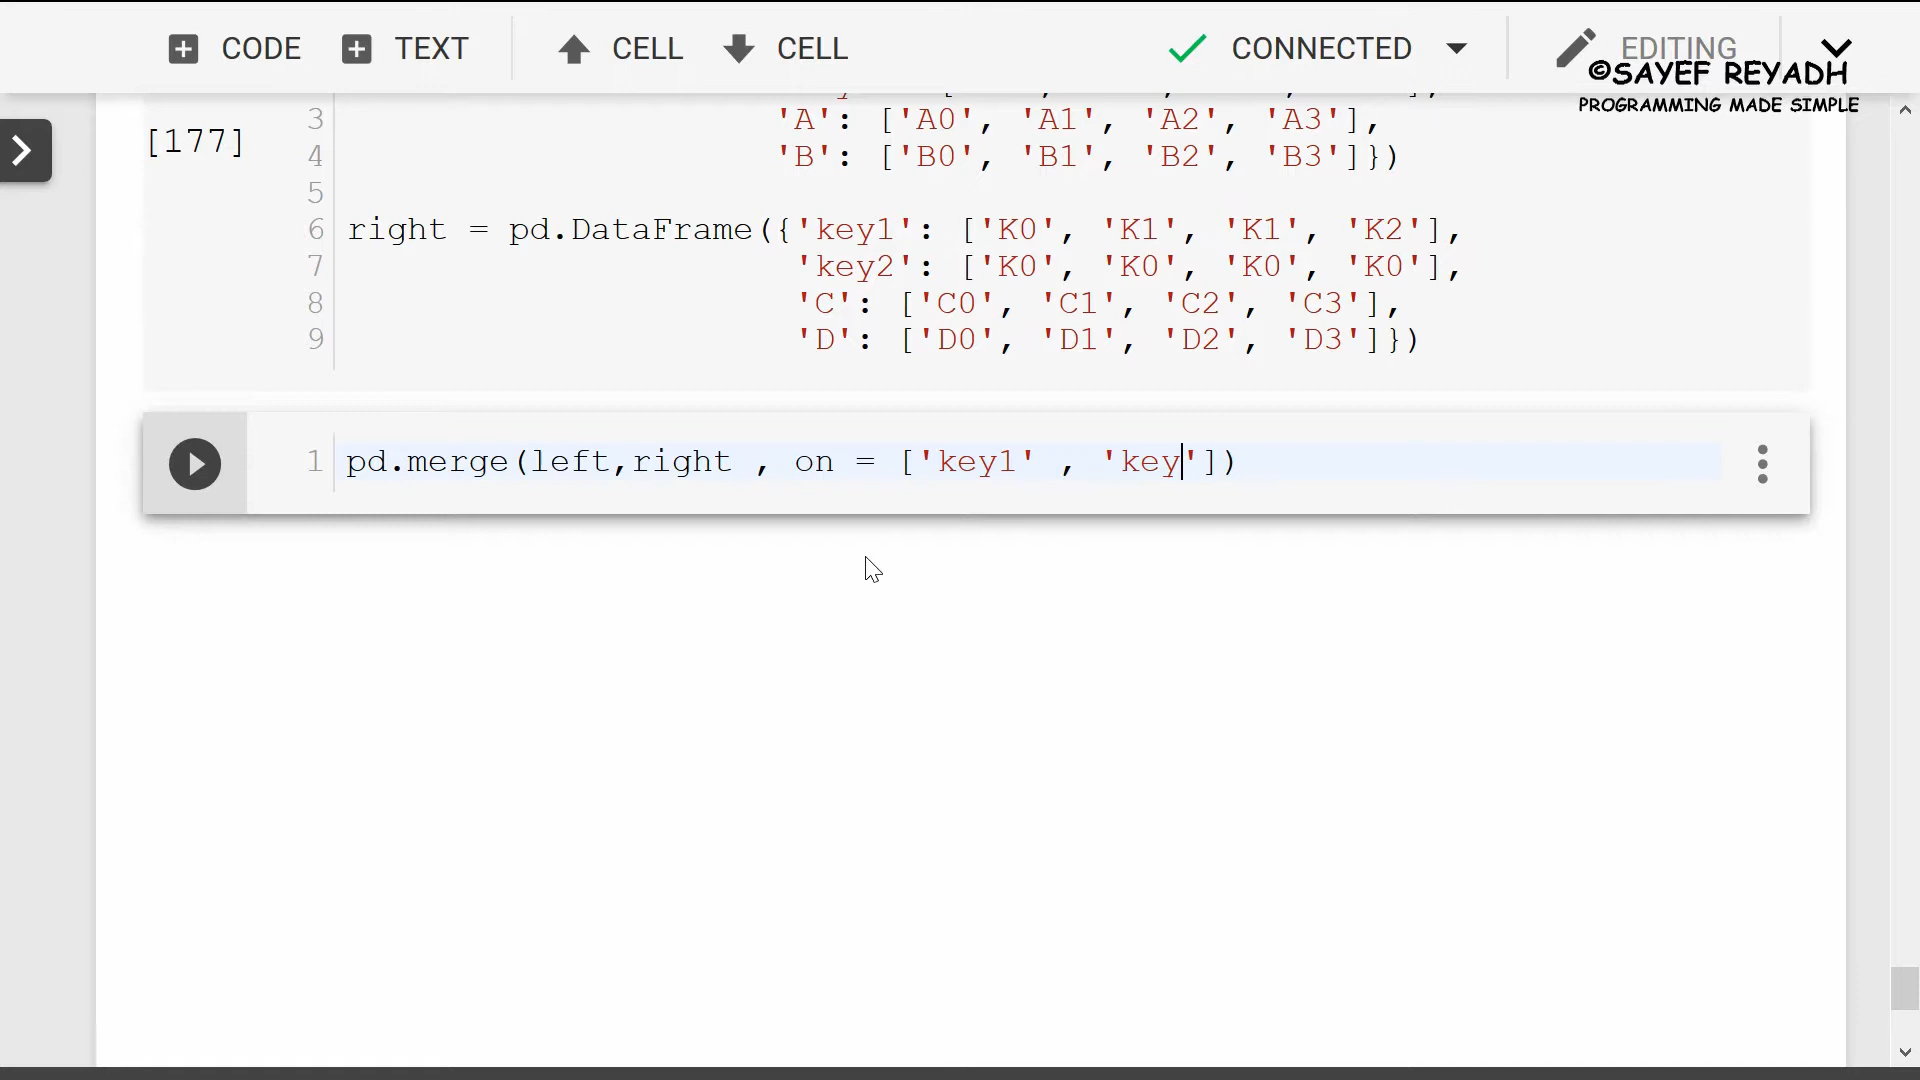 CODE TEXT CELL CELL CONNECTED EDITING
©SAYEF REYADH
PROGRAMMING MADE SIMPLE
[177]
3 'A': ['A0', 'A1', 'A2', 'A3'],
4 'B': ['B0', 'B1', 'B2', 'B3']})
5
6 right = pd.DataFrame({'key1': ['K0', 'K1', 'K1', 'K2'],
7 'key2': ['K0', 'K0', 'K0', 'K0'],
8 'C': ['C0', 'C1', 'C2', 'C3'],
9 'D': ['D0', 'D1', 'D2', 'D3']})
1 pd.merge(left,right , on = ['key1' , 'key'])